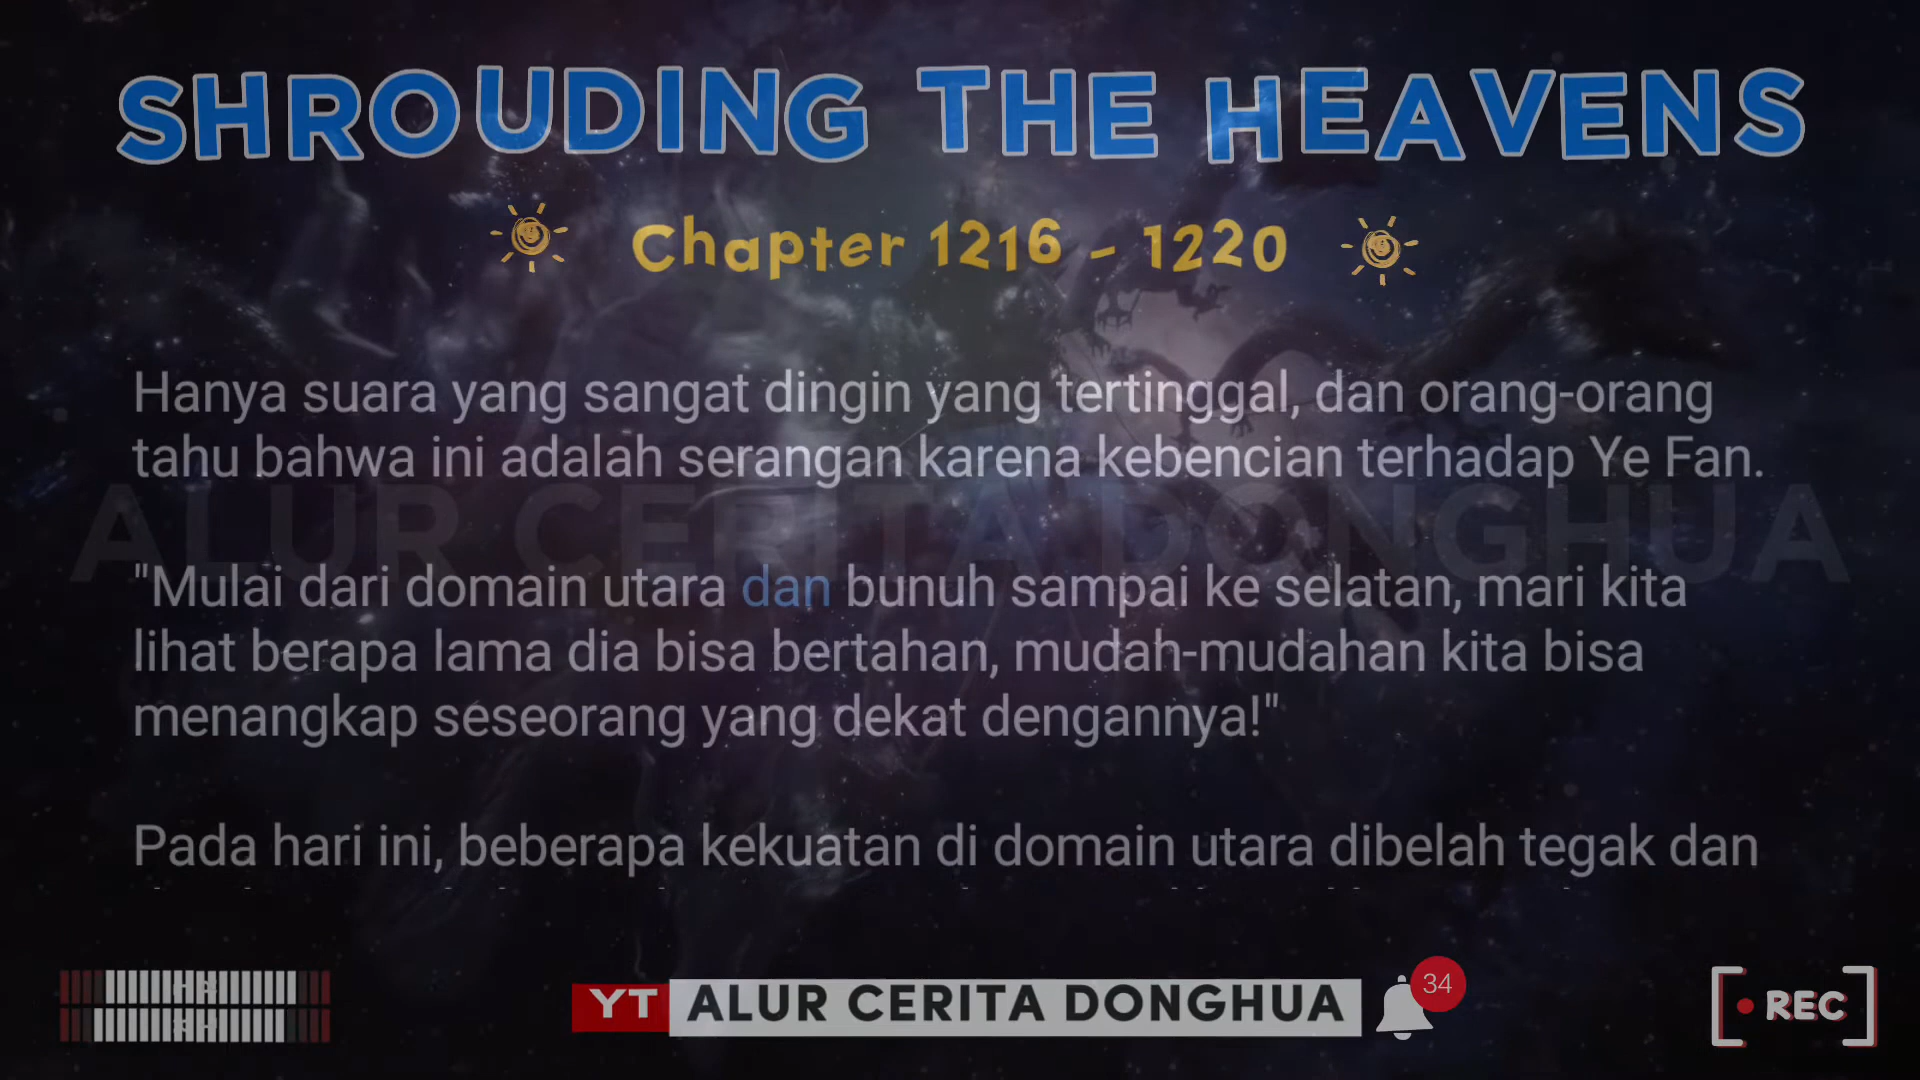 SHROUDING THE HEAVENS
Chapter 1216 - 1220
Hanya suara yang sangat dingin yang tertinggal, dan orang-orang
tahu bahwa ini adalah serangan karena kebencian terhadap Ye Fan.
ALUR CERITA DONGHUA
"Mulai dari domain utara dan bunuh sampai ke selatan, mari kita
lihat berapa lama dia bisa bertahan, mudah-mudahan kita bisa
menangkap seseorang yang dekat dengannya!"
Pada hari ini, beberapa kekuatan di domain utara dibelah tegak dan
YT ALUR CERITA DONGHUA
34
REC